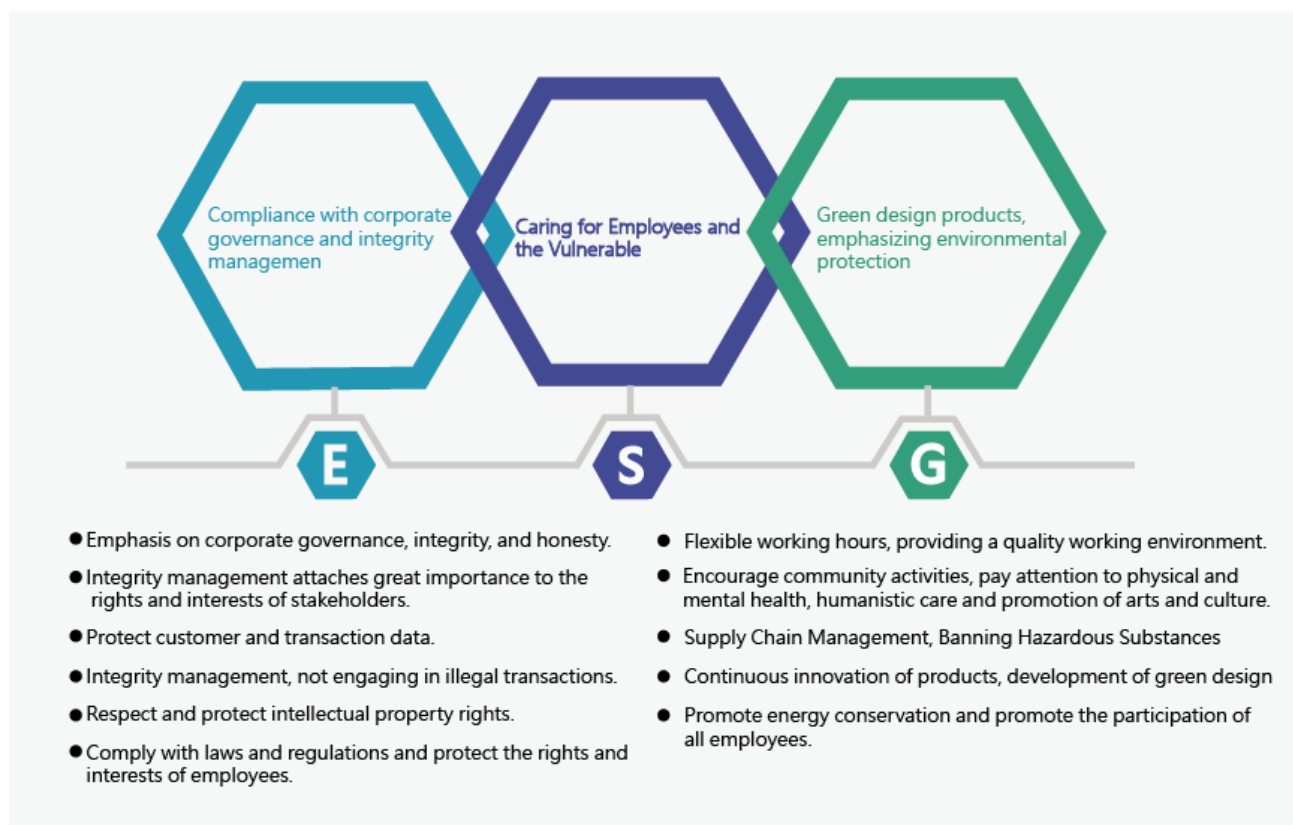 Compliance with corporate
governance and integrity
managemen
Caring for Employees and
the Vulnerable
Green design products,
emphasizing environmental
protection
E
S
G
● Emphasis on corporate governance, integrity, and honesty.
● Integrity management attaches great importance to the
rights and interests of stakeholders.
● Protect customer and transaction data.
● Integrity management, not engaging in illegal transactions.
● Respect and protect intellectual property rights.
● Comply with laws and regulations and protect the rights and
interests of employees.
● Flexible working hours, providing a quality working environment.
● Encourage community activities, pay attention to physical and
mental health, humanistic care and promotion of arts and culture.
● Supply Chain Management, Banning Hazardous Substances
● Continuous innovation of products, development of green design
● Promote energy conservation and promote the participation of
all employees.